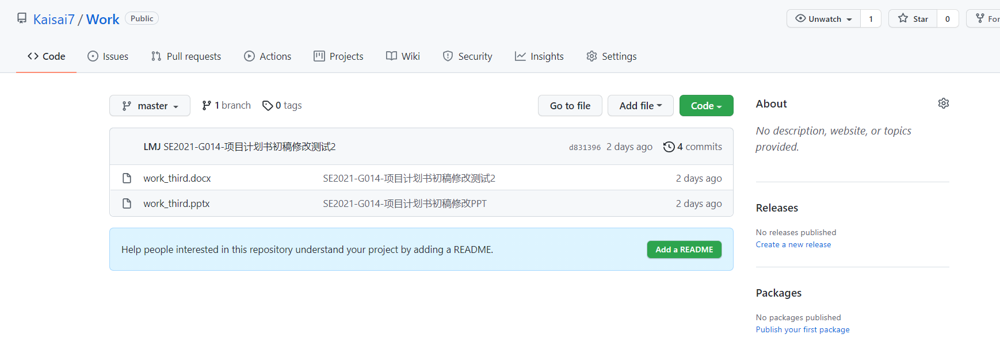 Kaisai7 / Work Public Unwatch 1 Star 0 For
Code Issues Pull requests Actions Projects Wiki Security Insights Settings
master 1 branch 0 tags Go to file Add file Code
LMJ SE2021-G014-项目计划书初稿修改测试2 d831396 2 days ago 4 commits
work_third.docx SE2021-G014-项目计划书初稿修改测试2 2 days ago
work_third.pptx SE2021-G014-项目计划书初稿修改PPT 2 days ago
Help people interested in this repository understand your project by adding a README. Add a README
About
No description, website, or topics
provided.
Releases
No releases published
Create a new release
Packages
No packages published
Publish your first package